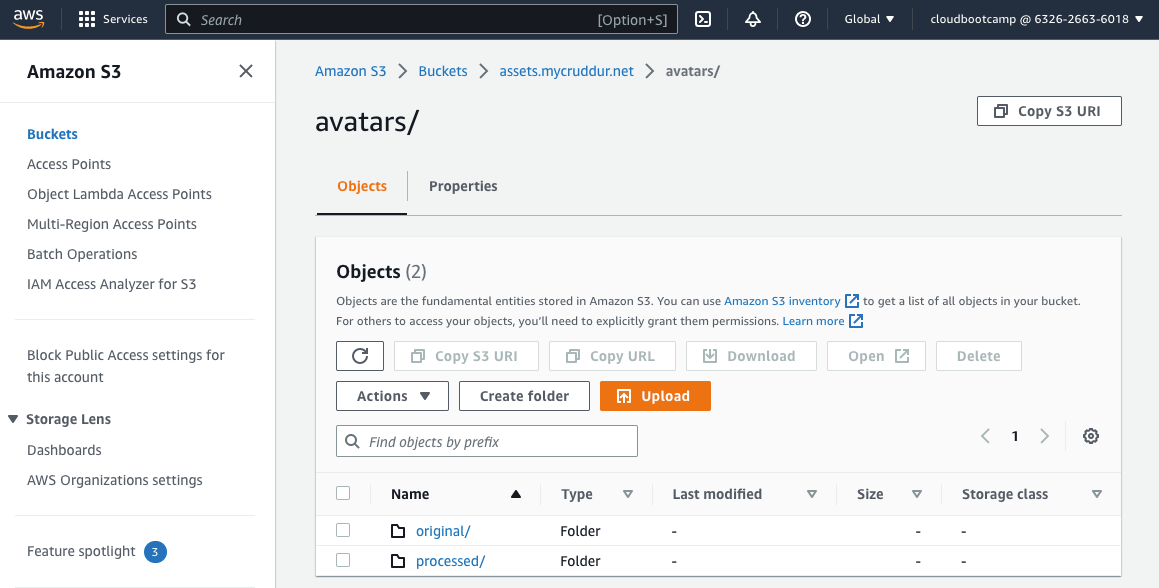 aws
Services
Search
[Option+S]
Global
cloudbootcamp @ 6326-2663-6018
Amazon S3
Buckets
Access Points
Object Lambda Access Points
Multi-Region Access Points
Batch Operations
IAM Access Analyzer for S3
Block Public Access settings for
this account
Storage Lens
Dashboards
AWS Organizations settings
Feature spotlight 3
Amazon S3 > Buckets > assets.mycruddur.net > avatars/
avatars/
Copy S3 URI
Objects
Properties
Objects (2)
Objects are the fundamental entities stored in Amazon S3. You can use Amazon S3 inventory to get a list of all objects in your bucket.
For others to access your objects, you'll need to explicitly grant them permissions. Learn more
Copy S3 URI
Copy URL
Download
Open
Delete
Actions
Create folder
Upload
Find objects by prefix
1
Name Type Last modified Size Storage class
original/ Folder - - -
processed/ Folder - - -